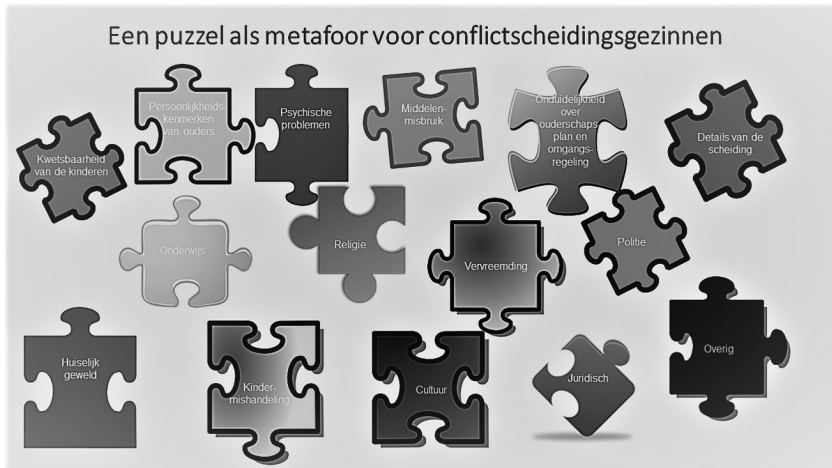 Een puzzel als metafoor voor conflictscheidingsgezinnen
Kwetsbaarheid
van de kinderen
Persoonlijkheids
kenmerken
van ouders
Psychische
problemen
Middelen-
misbruik
Onduidelijkheid
over
ouderschaps-
plan en
omgangs-
regeling
Details van de
scheiding
Onderwijs
Religie
Vervreemding
Politie
Huiselijk
geweld
Kinder-
mishandeling
Cultuur
Juridisch
Overig